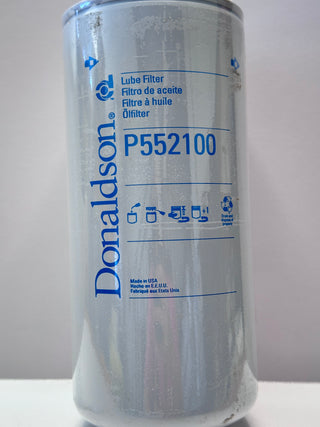 Lube Filter
Filtro de aceite
Filtre à huile
Ölfilter
P552100
Donaldson®
Made in USA
Hecho en E.E.U.U.
Fabriqué aux Etats Unis